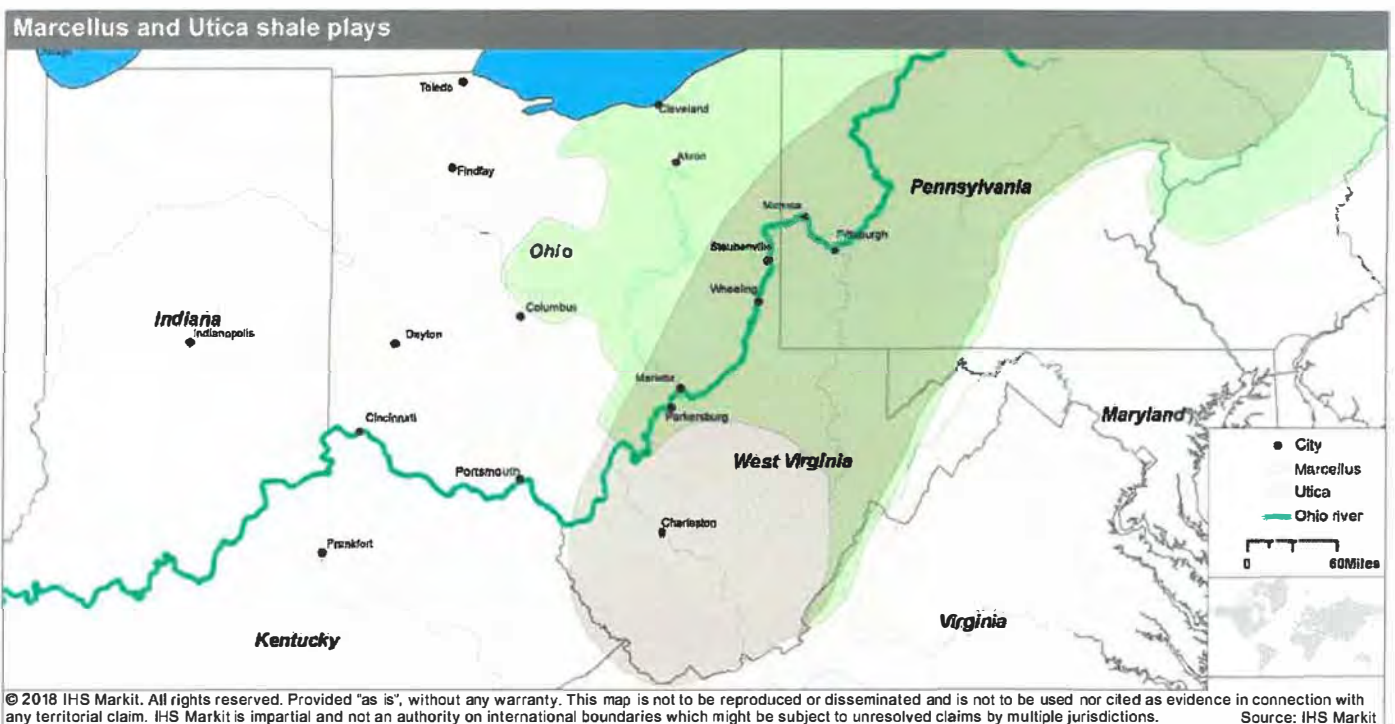 Marcellus and Utica shale plays
Toledo
Cleveland
Akron
Findlay
Pennsylvania
Pittsburgh
Ohio
Steubenville
Wheeling
Columbus
Indiana
Indianapolis
Dayton
Marietta
Parkersburg
Cincinnati
Maryland
West Virginia
Portsmouth
Charleston
Frankfort
Virginia
Kentucky
City
Marcellus
Utica
Ohio river
0 60Miles
© 2018 IHS Markit. All rights reserved. Provided "as is", without any warranty. This map is not to be reproduced or disseminated and is not to be used nor cited as evidence in connection with
any territorial claim. IHS Markit is impartial and not an authority on international boundaries which might be subject to unresolved claims by multiple jurisdictions. Source: IHS Markit